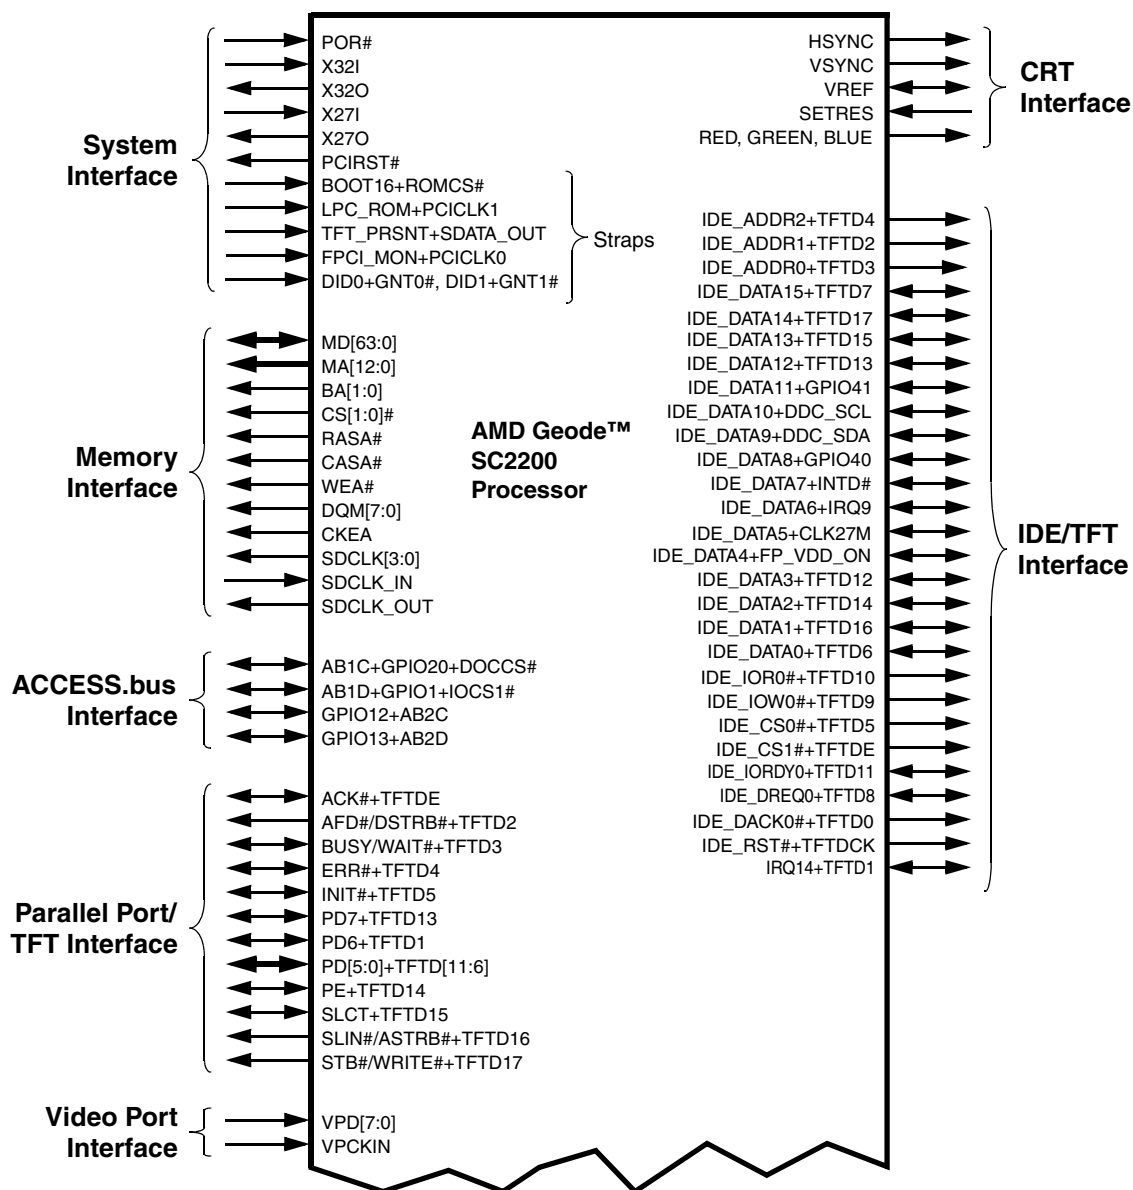 System
Interface
POR#
X32I
X32O
X27I
X27O
PCIRST#
BOOT16+ROMCS#
LPC_ROM+PCICLK1
TFT_PRSNT+SDATA_OUT
FPCI_MON+PCICLK0
DID0+GNT0#, DID1+GNT1#
Straps
Memory
Interface
MD[63:0]
MA[12:0]
BA[1:0]
CS[1:0]#
RASA#
CASA#
WEA#
DQM[7:0]
CKEA
SDCLK[3:0]
SDCLK_IN
SDCLK_OUT
ACCESS.bus
Interface
AB1C+GPIO20+DOCCS#
AB1D+GPIO1+IOCS1#
GPIO12+AB2C
GPIO13+AB2D
Parallel Port/
TFT Interface
ACK#+TFTDE
AFD#/DSTRB#+TFTD2
BUSY/WAIT#+TFTD3
ERR#+TFTD4
INIT#+TFTD5
PD7+TFTD13
PD6+TFTD1
PD[5:0]+TFTD[11:6]
PE+TFTD14
SLCT+TFTD15
SLIN#/ASTRB#+TFTD16
STB#/WRITE#+TFTD17
Video Port
Interface
VPD[7:0]
VPCKIN
AMD Geode™
SC2200
Processor
HSYNC
VSYNC
VREF
SETRES
RED, GREEN, BLUE
CRT
Interface
IDE_ADDR2+TFTD4
IDE_ADDR1+TFTD2
IDE_ADDR0+TFTD3
IDE_DATA15+TFTD7
IDE_DATA14+TFTD17
IDE_DATA13+TFTD15
IDE_DATA12+TFTD13
IDE_DATA11+GPIO41
IDE_DATA10+DDC_SCL
IDE_DATA9+DDC_SDA
IDE_DATA8+GPIO40
IDE_DATA7+INTD#
IDE_DATA6+IRQ9
IDE_DATA5+CLK27M
IDE_DATA4+FP_VDD_ON
IDE_DATA3+TFTD12
IDE_DATA2+TFTD14
IDE_DATA1+TFTD16
IDE_DATA0+TFTD6
IDE_IOR0#+TFTD10
IDE_IOW0#+TFTD9
IDE_CS0#+TFTD5
IDE_CS1#+TFTDE
IDE_IORDY0+TFTD11
IDE_DREQ0+TFTD8
IDE_DACK0#+TFTD0
IDE_RST#+TFTDCK
IRQ14+TFTD1
IDE/TFT
Interface